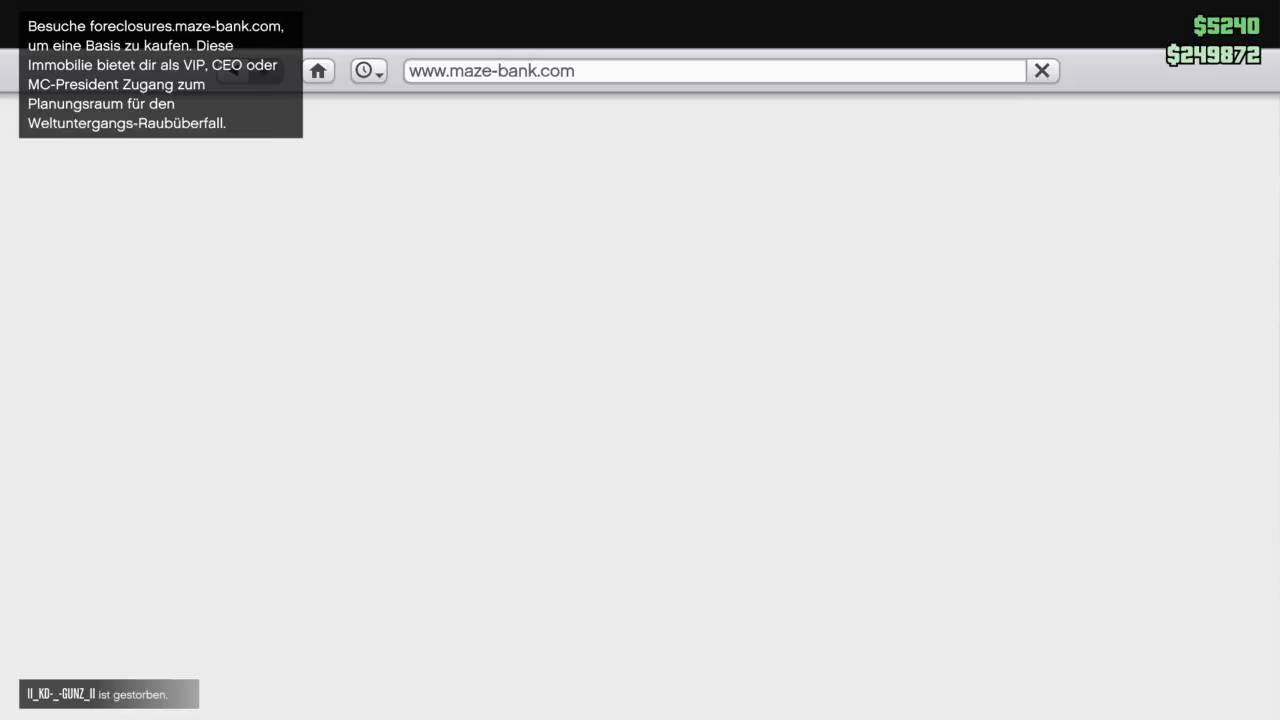 Besuche foreclosures.maze-bank.com,
um eine Basis zu kaufen. Diese
Immobilie bietet dir als VIP, CEO oder
MC-President Zugang zum
Planungsraum für den
Weltuntergangs-Raubüberfall.
$5240
$249872
www.maze-bank.com
II_KD-_-GUNZ_II ist gestorben.